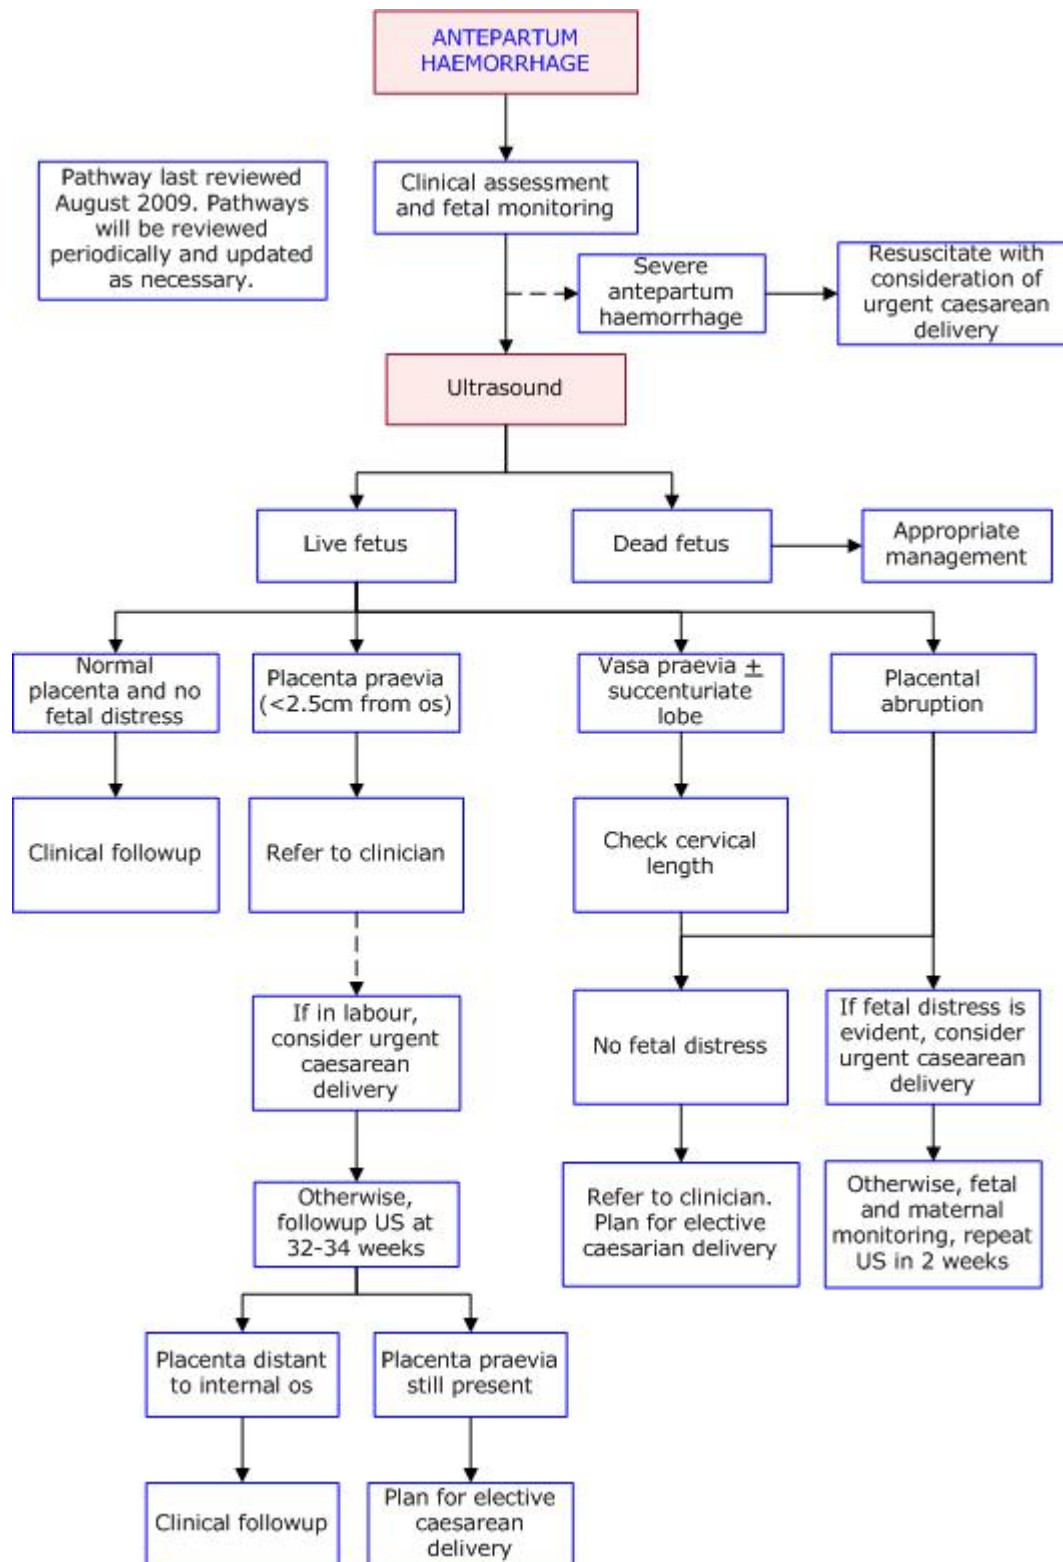 ANTEPARTUM
HAEMORRHAGE
Pathway last reviewed
August 2009. Pathways
will be reviewed
periodically and updated
as necessary.
Clinical assessment
and fetal monitoring
Severe
antepartum
haemorrhage
Resuscitate with
consideration of
urgent caesarean
delivery
Ultrasound
Live fetus
Dead fetus
Appropriate
management
Normal
placenta and no
fetal distress
Placenta praevia
(<2.5cm from os)
Vasa praevia ±
succenturiate
lobe
Placental
abruption
Clinical followup
Refer to clinician
Check cervical
length
If in labour,
consider urgent
caesarean
delivery
No fetal distress
If fetal distress is
evident, consider
urgent casearean
delivery
Otherwise,
followup US at
32-34 weeks
Refer to clinician.
Plan for elective
caesarian delivery
Otherwise, fetal
and maternal
monitoring, repeat
US in 2 weeks
Placenta distant
to internal os
Placenta praevia
still present
Clinical followup
Plan for elective
caesarean
delivery